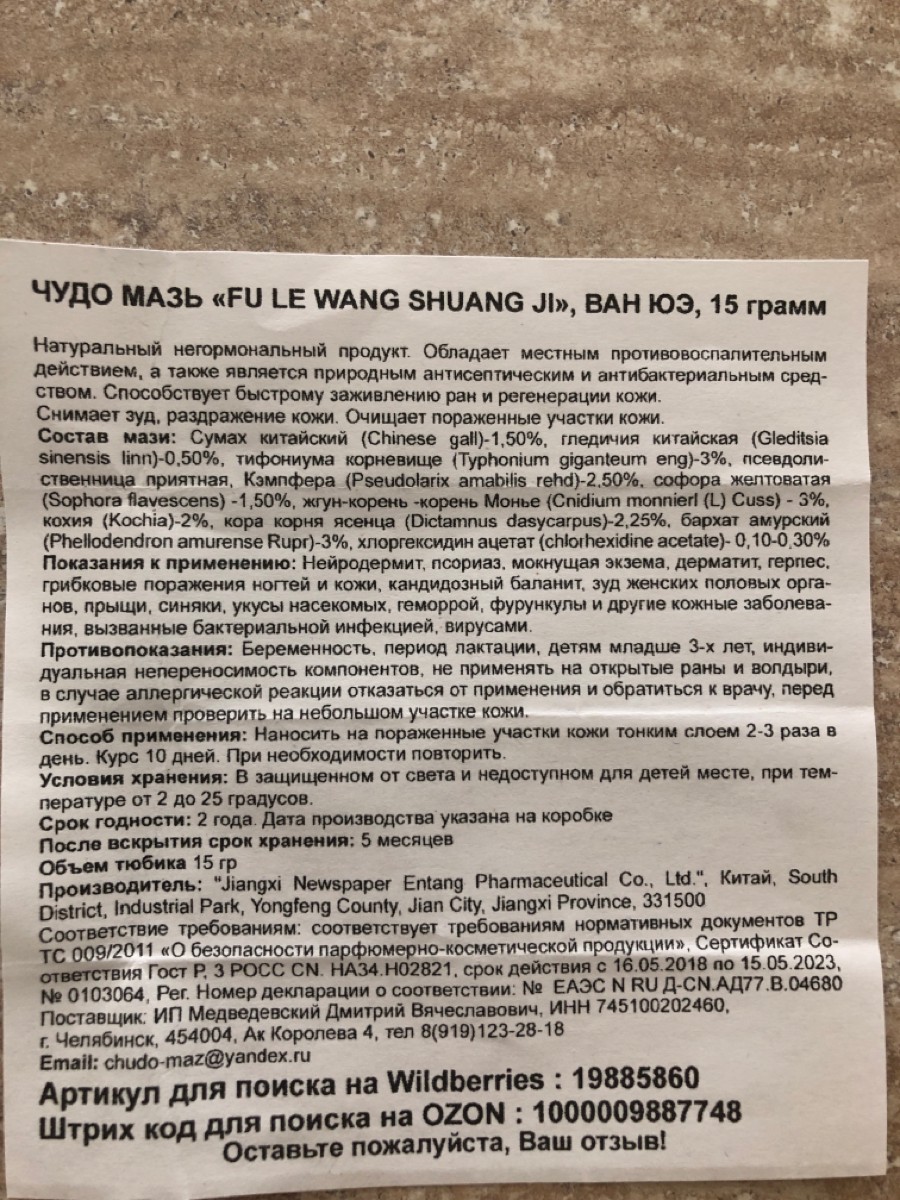 ЧУДО МАЗЬ «FU LE WANG SHUANG JI», ВАН ЮЭ, 15 грамм
Натуральный негормональный продукт. Обладает местным противовоспалительным
действием, а также является природным антисептическим и антибактериальным сред-
ством. Способствует быстрому заживлению ран и регенерации кожи.
Снимает зуд, раздражение кожи. Очищает пораженные участки кожи.
Состав мази: Сумах китайский (Chinese gall)-1,50%, гледичия китайская (Gleditsia
sinensis linn)-0,50%, тифониума корневище (Typhonium giganteum eng)-3%, псевдоли-
ственница приятная, Кэмпфера (Pseudolarix amabilis rehd)-2,50%, софора желтоватая
(Sophora flavescens) -1,50%, жгун-корень -корень Монье (Cnidium monnierl (L) Cuss) - 3%,
кохия (Kochia)-2%, кора корня ясенца (Dictamnus dasycarpus)-2,25%, бархат амурский
(Phellodendron amurense Rupr)-3%, хлоргексидин ацетат (chlorhexidine acetate)- 0,10-0,30%
Показания к применению: Нейродермит, псориаз, мокнущая экзема, дерматит, герпес,
грибковые поражения ногтей и кожи, кандидозный баланит, зуд женских половых орга-
нов, прыщи, синяки, укусы насекомых, геморрой, фурункулы и другие кожные заболева-
ния, вызванные бактериальной инфекцией, вирусами.
Противопоказания: Беременность, период лактации, детям младше 3-х лет, индиви-
дуальная непереносимость компонентов, не применять на открытые раны и волдыри,
в случае аллергической реакции отказаться от применения и обратиться к врачу, перед
применением проверить на небольшом участке кожи.
Способ применения: Наносить на пораженные участки кожи тонким слоем 2-3 раза в
день. Курс 10 дней. При необходимости повторить.
Условия хранения: В защищенном от света и недоступном для детей месте, при тем-
пературе от 2 до 25 градусов.
Срок годности: 2 года. Дата производства указана на коробке
После вскрытия срок хранения: 5 месяцев
Объем тюбика 15 гр
Производитель: "Jiangxi Newspaper Entang Pharmaceutical Co., Ltd.", Китай, South
District, Industrial Park, Yongfeng County, Jian City, Jiangxi Province, 331500
Соответствие требованиям: соответствует требованиям нормативных документов ТР
ТС 009/2011 «О безопасности парфюмерно-косметической продукции», Сертификат Со-
ответствия Гост Р, 3 РОСС CN. НА34.Н02821, срок действия с 16.05.2018 по 15.05.2023,
№ 0103064, Рег. Номер декларации о соответствии: № ЕАЭС N RU Д-CN.АД77.В.04680
Поставщик: ИП Медведевский Дмитрий Вячеславович, ИНН 745100202460,
г. Челябинск, 454004, Ак Королева 4, тел 8(919)123-28-18
Email: chudo-maz@yandex.ru
Артикул для поиска на Wildberries : 19885860
Штрих код для поиска на OZON : 1000009887748
Оставьте пожалуйста, Ваш отзыв!